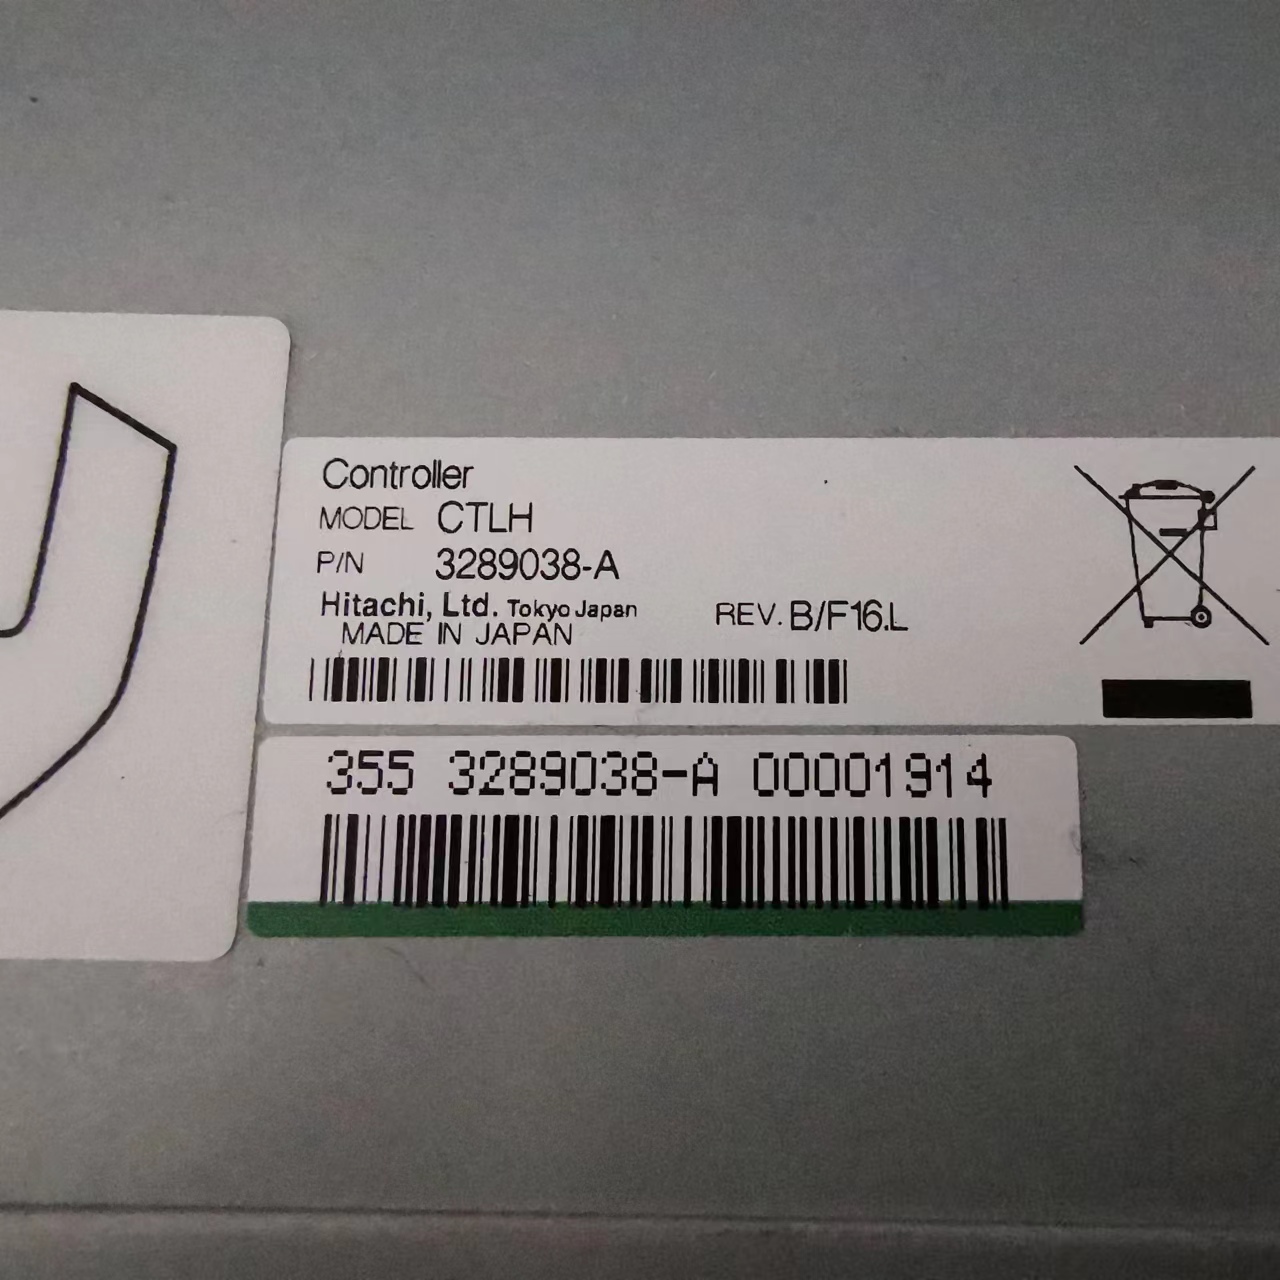 Controller
MODEL CTLH
P/N 3289038-A
Hitachi, Ltd. Tokyo Japan REV. B/F16.L
MADE IN JAPAN
355 3289038-A 00001914